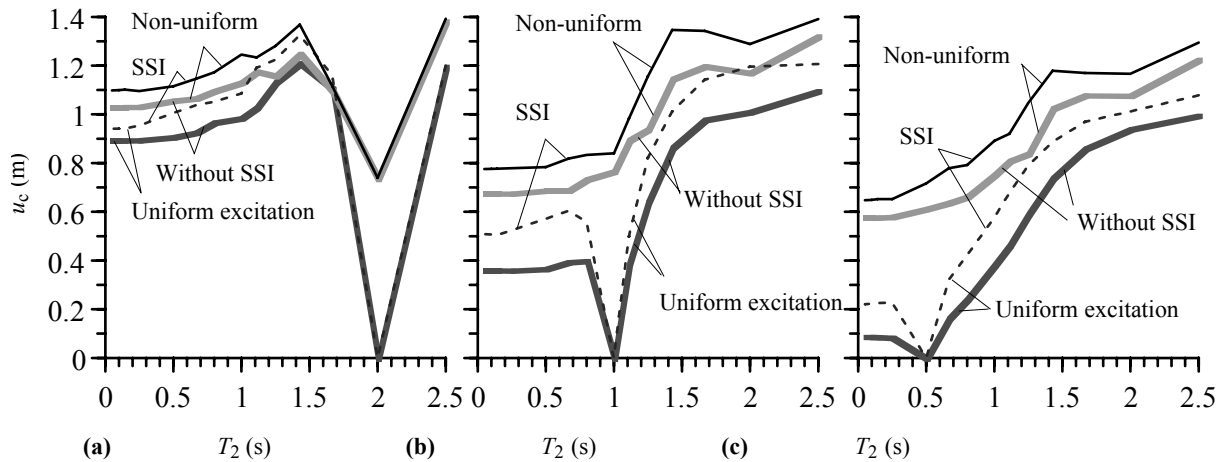 1.4
1.2
1
0.8
0.6
0.4
0.2
0
u_c (m)
Non-uniform
SSI
Without SSI
Uniform excitation
0 0.5 1 1.5 2 2.5
(a) T_2 (s)
Non-uniform
SSI
Without SSI
Uniform excitation
0 0.5 1 1.5 2 2.5
(b) T_2 (s)
Non-uniform
SSI
Without SSI
Uniform excitation
0 0.5 1 1.5 2 2.5
(c) T_2 (s)